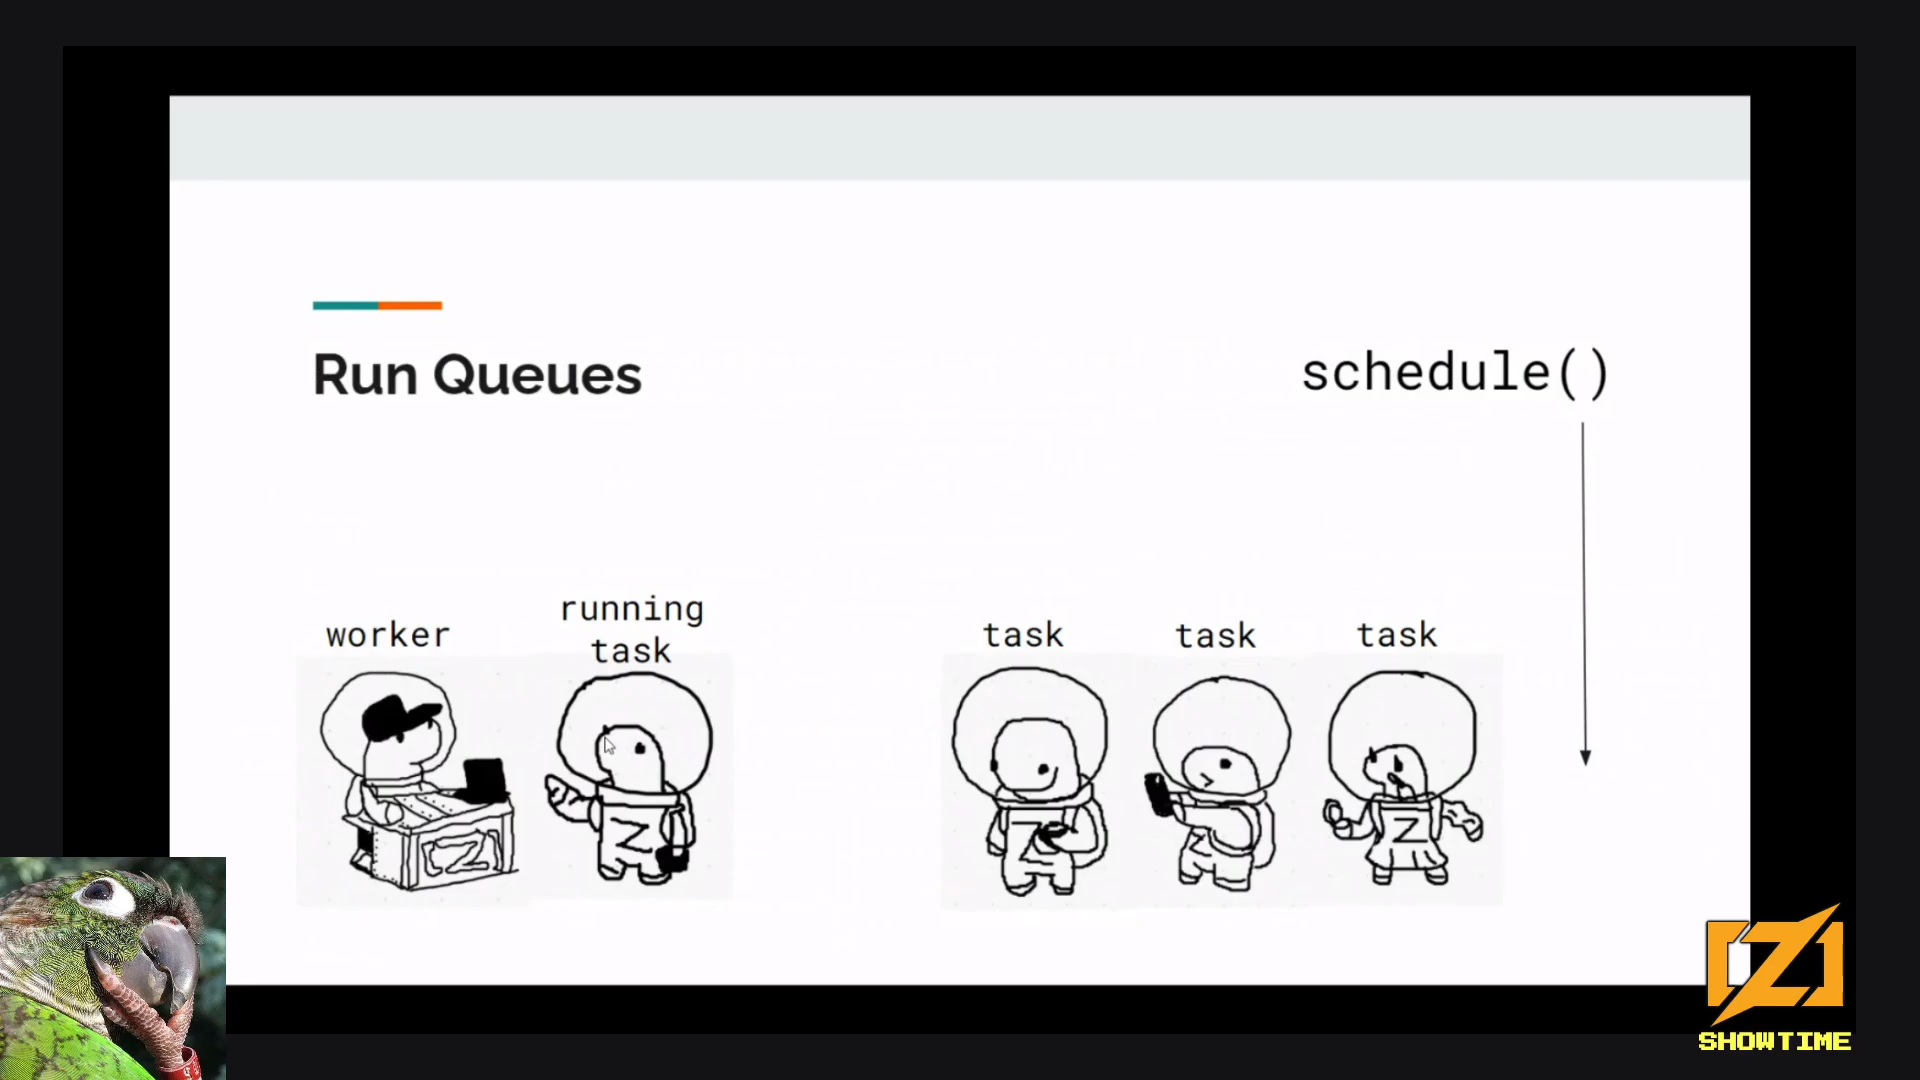 Run Queues
schedule()
worker
running
task
task
task
task
Z
Z
Z
Z
Z
Z
SHOWTIME